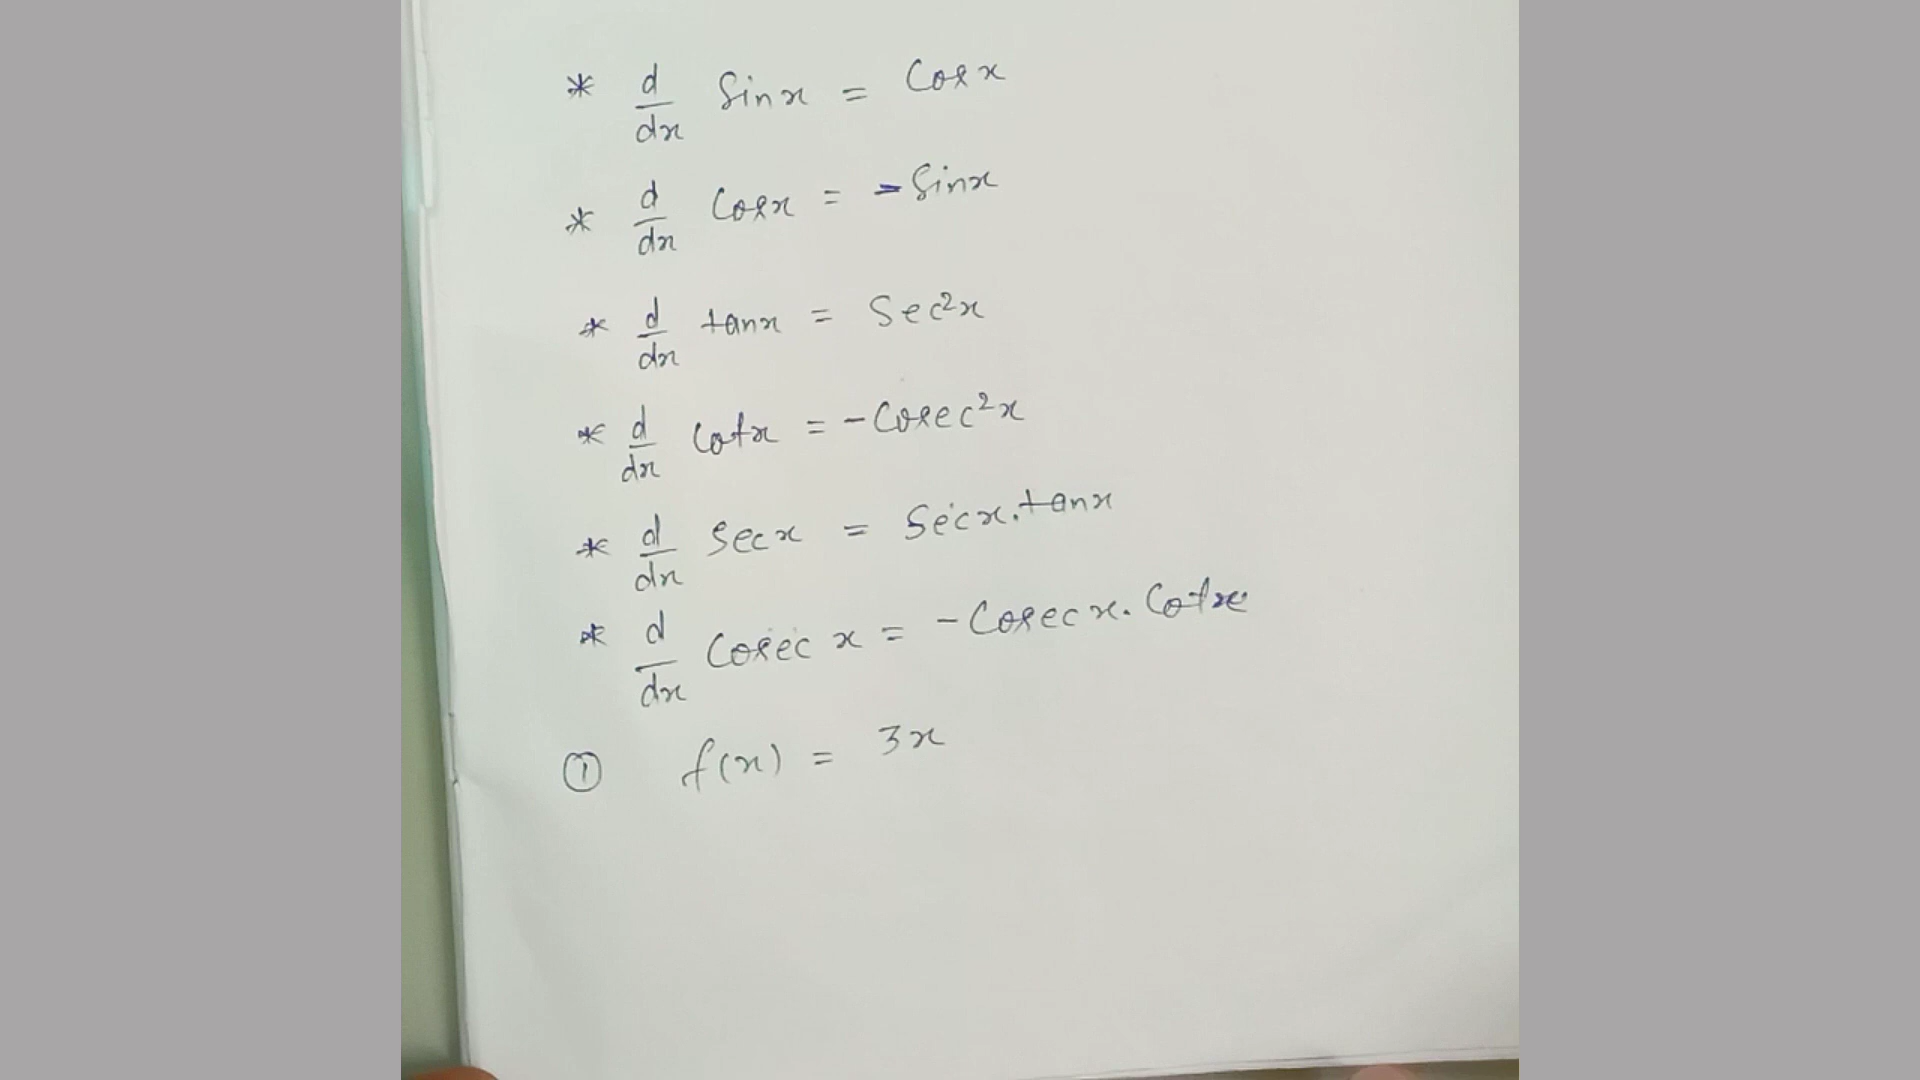 * d/dx Sinx = Cosx
* d/dx Cosx = -Sinx
* d/dx tanx = Sec²x
* d/dx Cotx = -Cosec²x
* d/dx Secx = Secx.tanx
* d/dx Cosec x = -Cosec x. Cotx
① f(x) = 3x